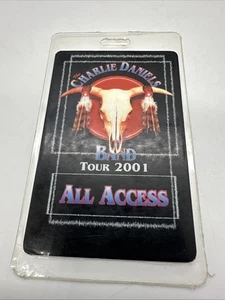 The
CHARLIE DANIELS
BAND
TOUR 2001
ALL ACCESS